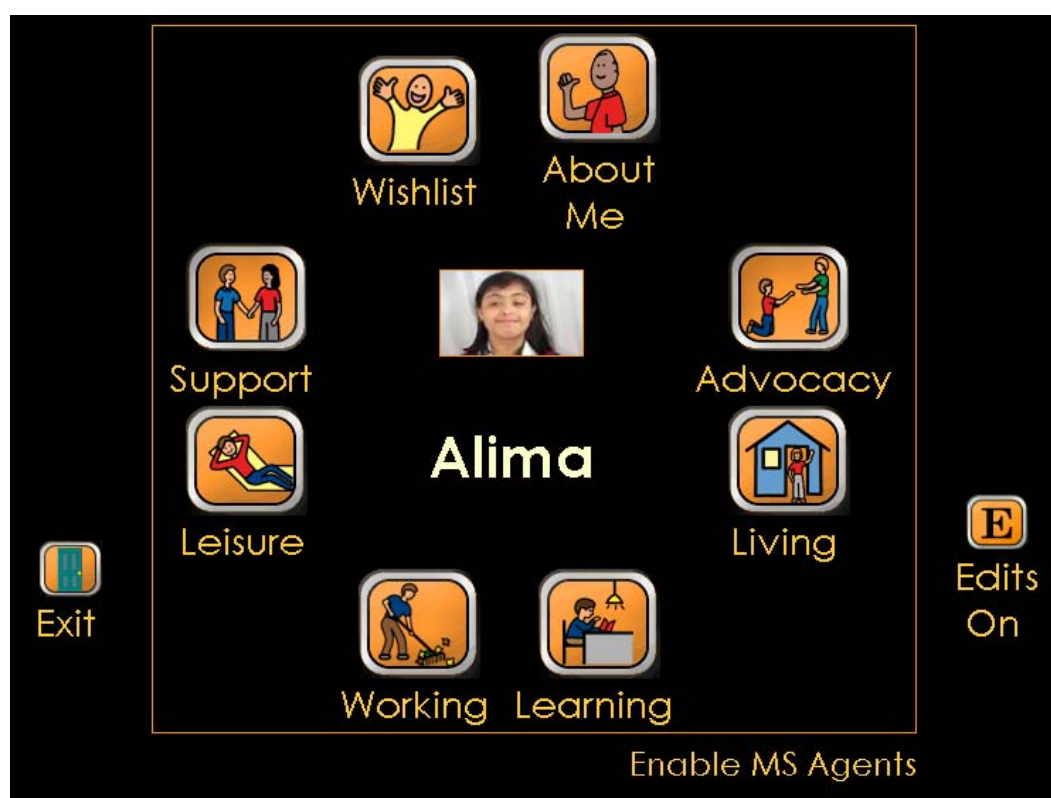 Wishlist
About
Me
Support
Advocacy
Alima
Leisure
Living
E
Edits
On
Exit
Working
Learning
Enable MS Agents